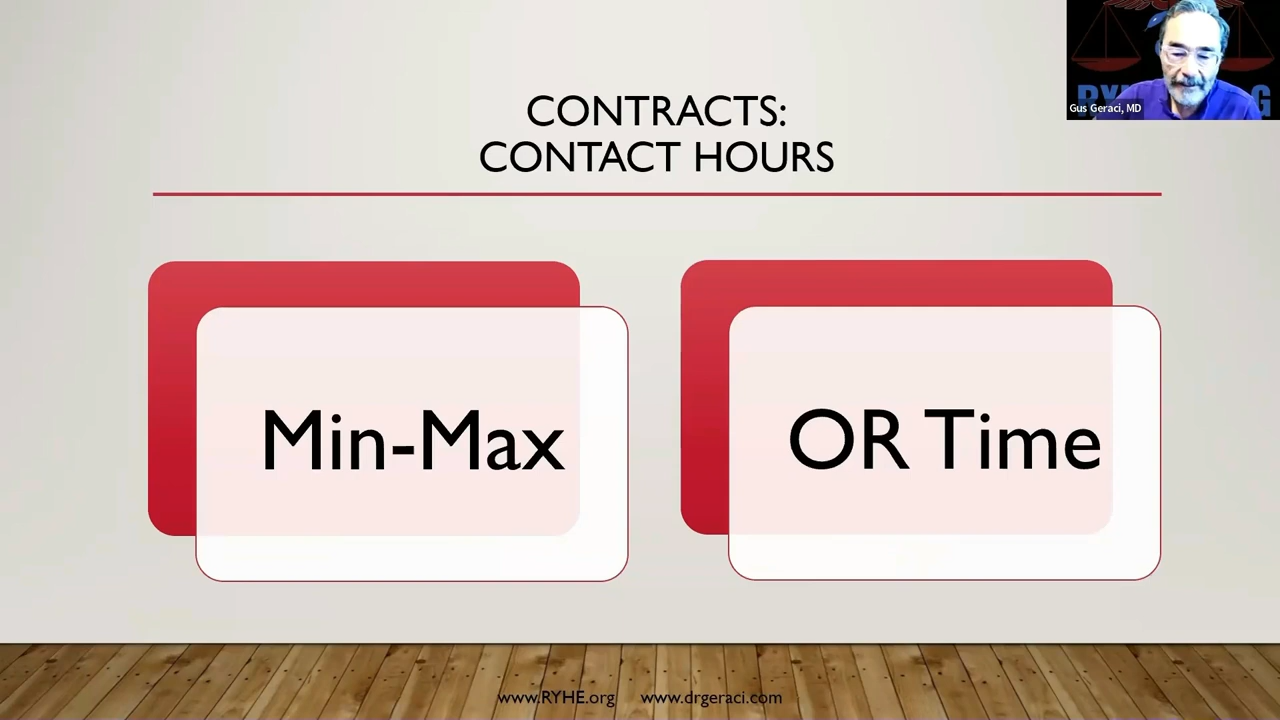 CONTRACTS:
CONTACT HOURS
Gus Geraci, MD
Min-Max
OR Time
www.RYHE.org www.drgeraci.com